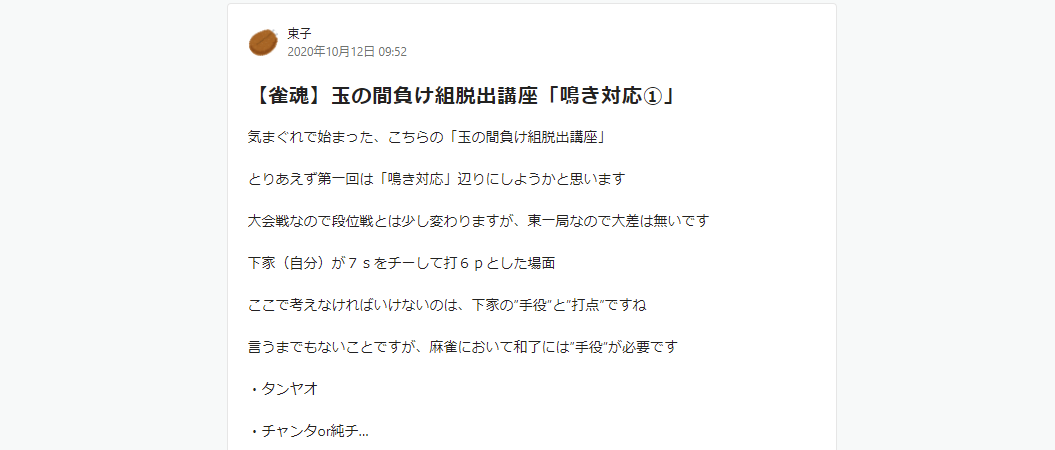 束子
2020年10月12日 09:52
【雀魂】玉の間負け組脱出講座「鳴き対応①」
気まぐれで始まった、こちらの「玉の間負け組脱出講座」
とりあえず第一回は「鳴き対応」辺りにしようかと思います
大会戦なので段位戦とは少し変わりますが、東一局なので大差は無いです
下家（自分）が７ｓをチーして打６ｐとした場面
ここで考えなければいけないのは、下家の”手役”と”打点”ですね
言うまでもないことですが、麻雀において和了には”手役”が必要です
・タンヤオ
・チャンタor純チ...